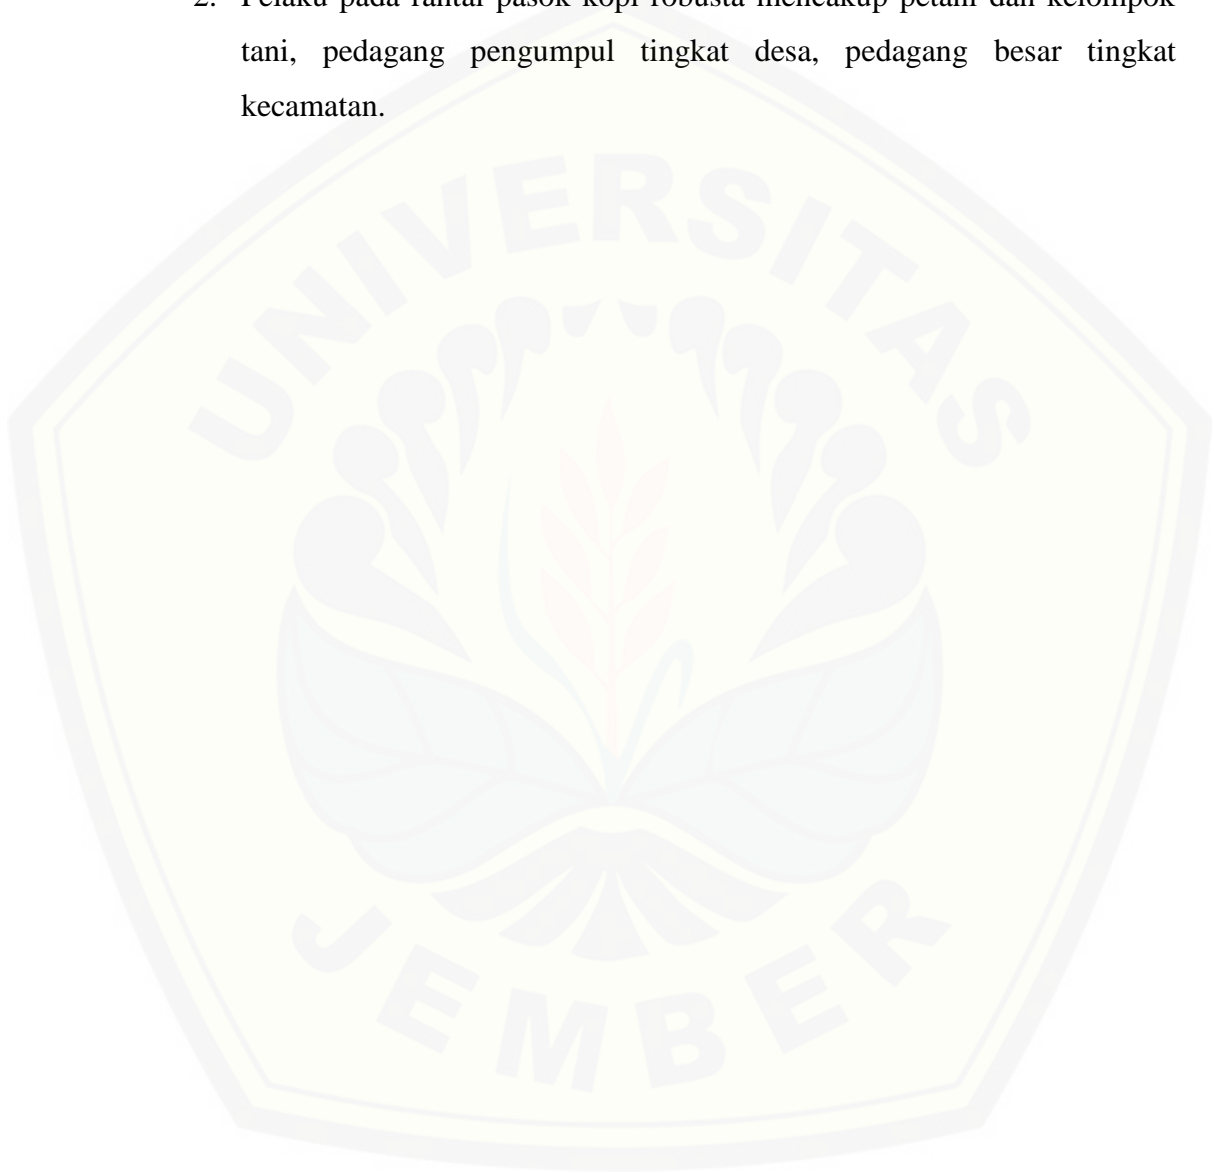 2. Pelaku pada rantai pasok kopi robusta mencakup petani dan kelompok
tani, pedagang pengumpul tingkat desa, pedagang besar tingkat
kecamatan.
UNIVERSITAS
JEMBER